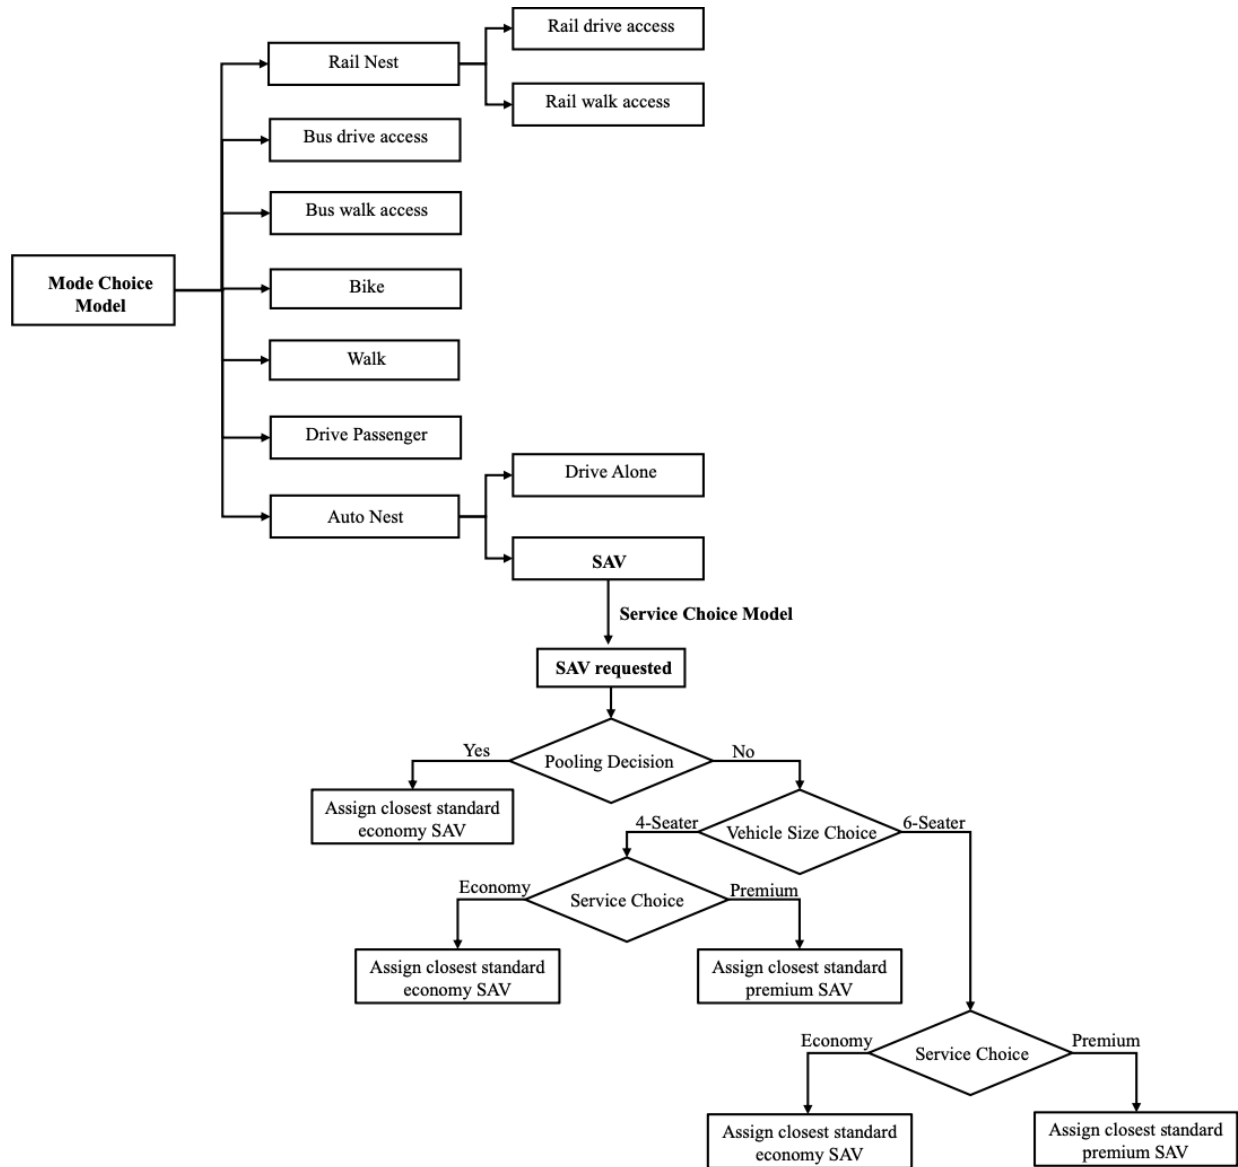 Rail drive access
Rail Nest
Rail walk access
Bus drive access
Bus walk access
Mode Choice
Model
Bike
Walk
Drive Passenger
Drive Alone
Auto Nest
SAV
Service Choice Model
SAV requested
Yes
Pooling Decision
No
Assign closest standard
economy SAV
4-Seater
Vehicle Size Choice
6-Seater
Economy
Service Choice
Premium
Assign closest standard
economy SAV
Assign closest standard
premium SAV
Economy
Service Choice
Premium
Assign closest standard
economy SAV
Assign closest standard
premium SAV